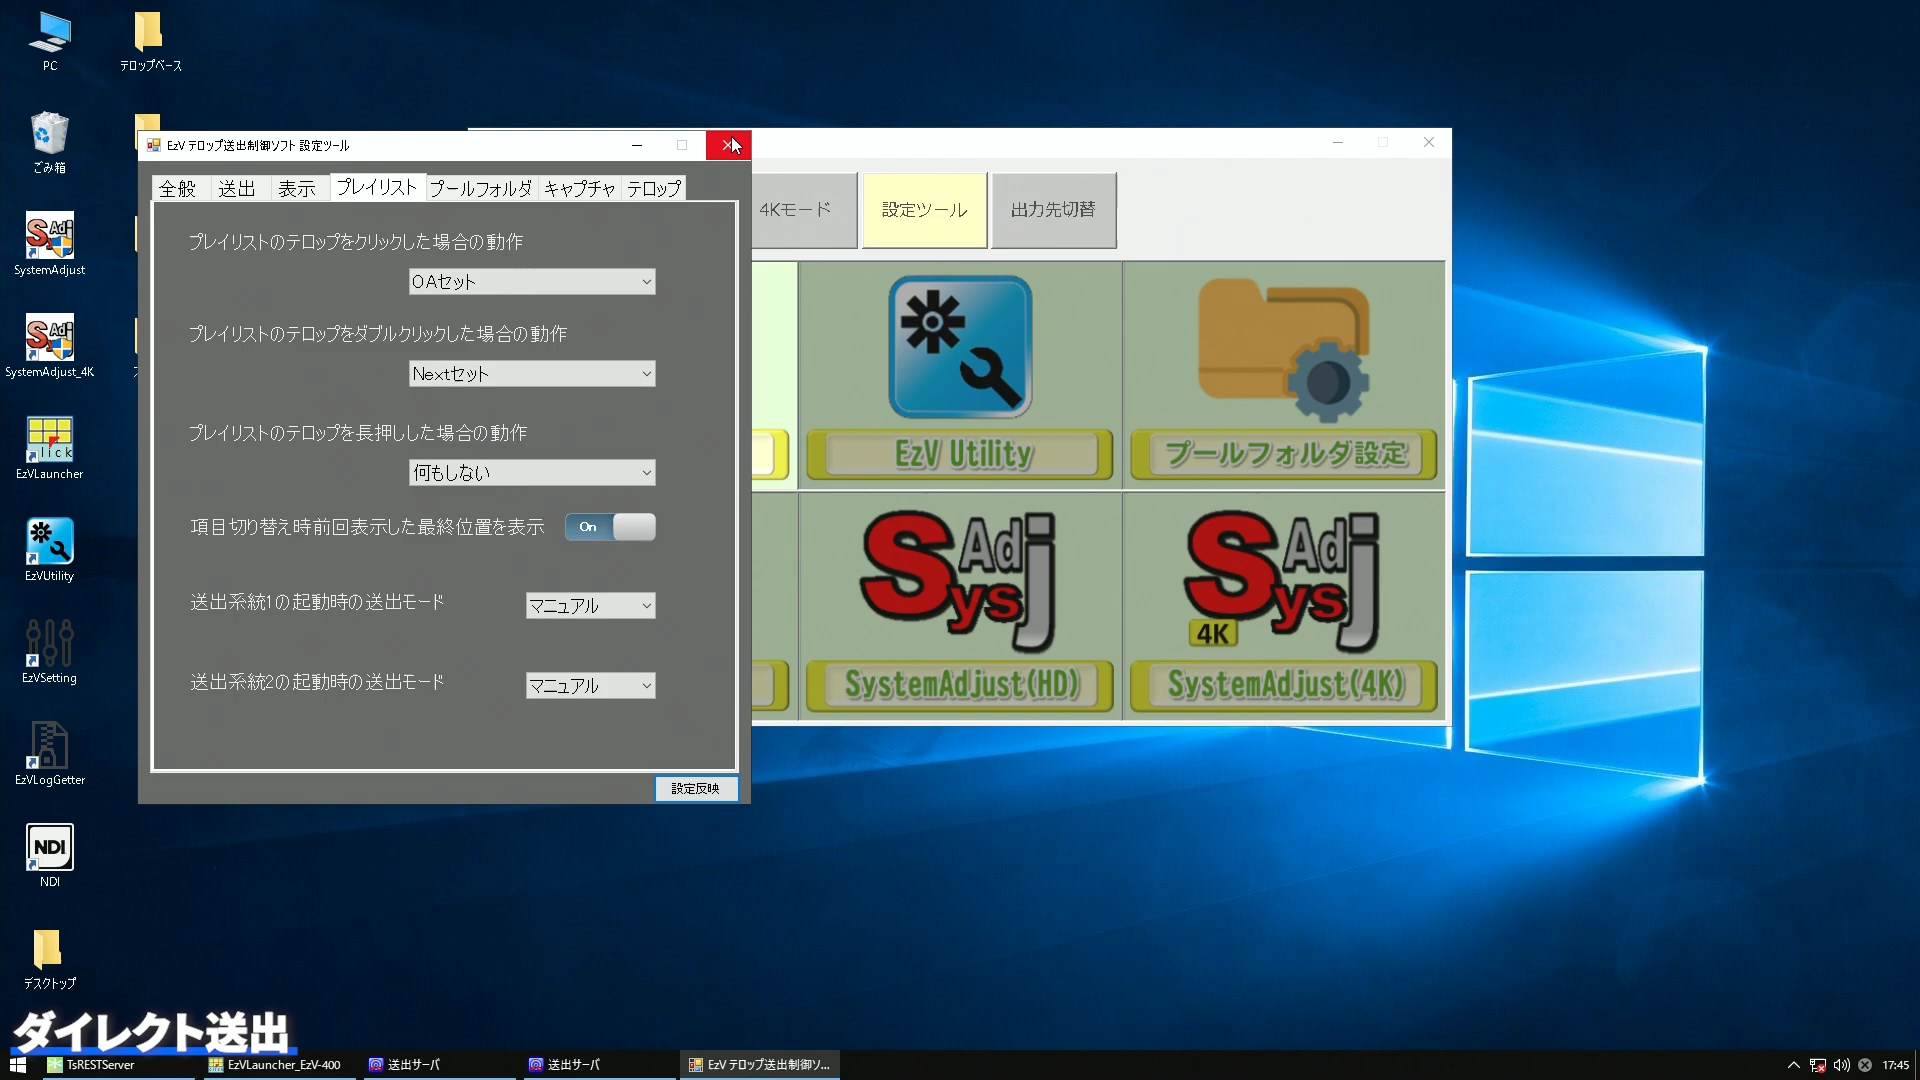 PC
テロップベース
ごみ箱
SystemAdjust
SystemAdjust_4K
lick
EzVLauncher
EzVUtility
EzVSetting
EzVLogGetter
NDI
NDI
デスクトップ
EzV テロップ送出制御ソフト 設定ツール
全般
送出
表示
プレイリスト
プールフォルダ
キャプチャ
テロップ
プレイリストのテロップをクリックした場合の動作
OAセット
プレイリストのテロップをダブルクリックした場合の動作
Nextセット
プレイリストのテロップを長押しした場合の動作
何もしない
項目切り替え時前回表示した最終位置を表示
On
送出系統1の起動時の送出モード
マニュアル
送出系統2の起動時の送出モード
マニュアル
設定反映
4Kモード
設定ツール
出力先切替
EzV Utility
プールフォルダ設定
SysAdj
SystemAdjust(HD)
SysAdj
4K
SystemAdjust(4K)
ダイレクト送出
TsRESTServer
EzVLauncher_EzV-400
送出サーバ
送出サーバ
EzV テロップ送出制御ソ...
17:45